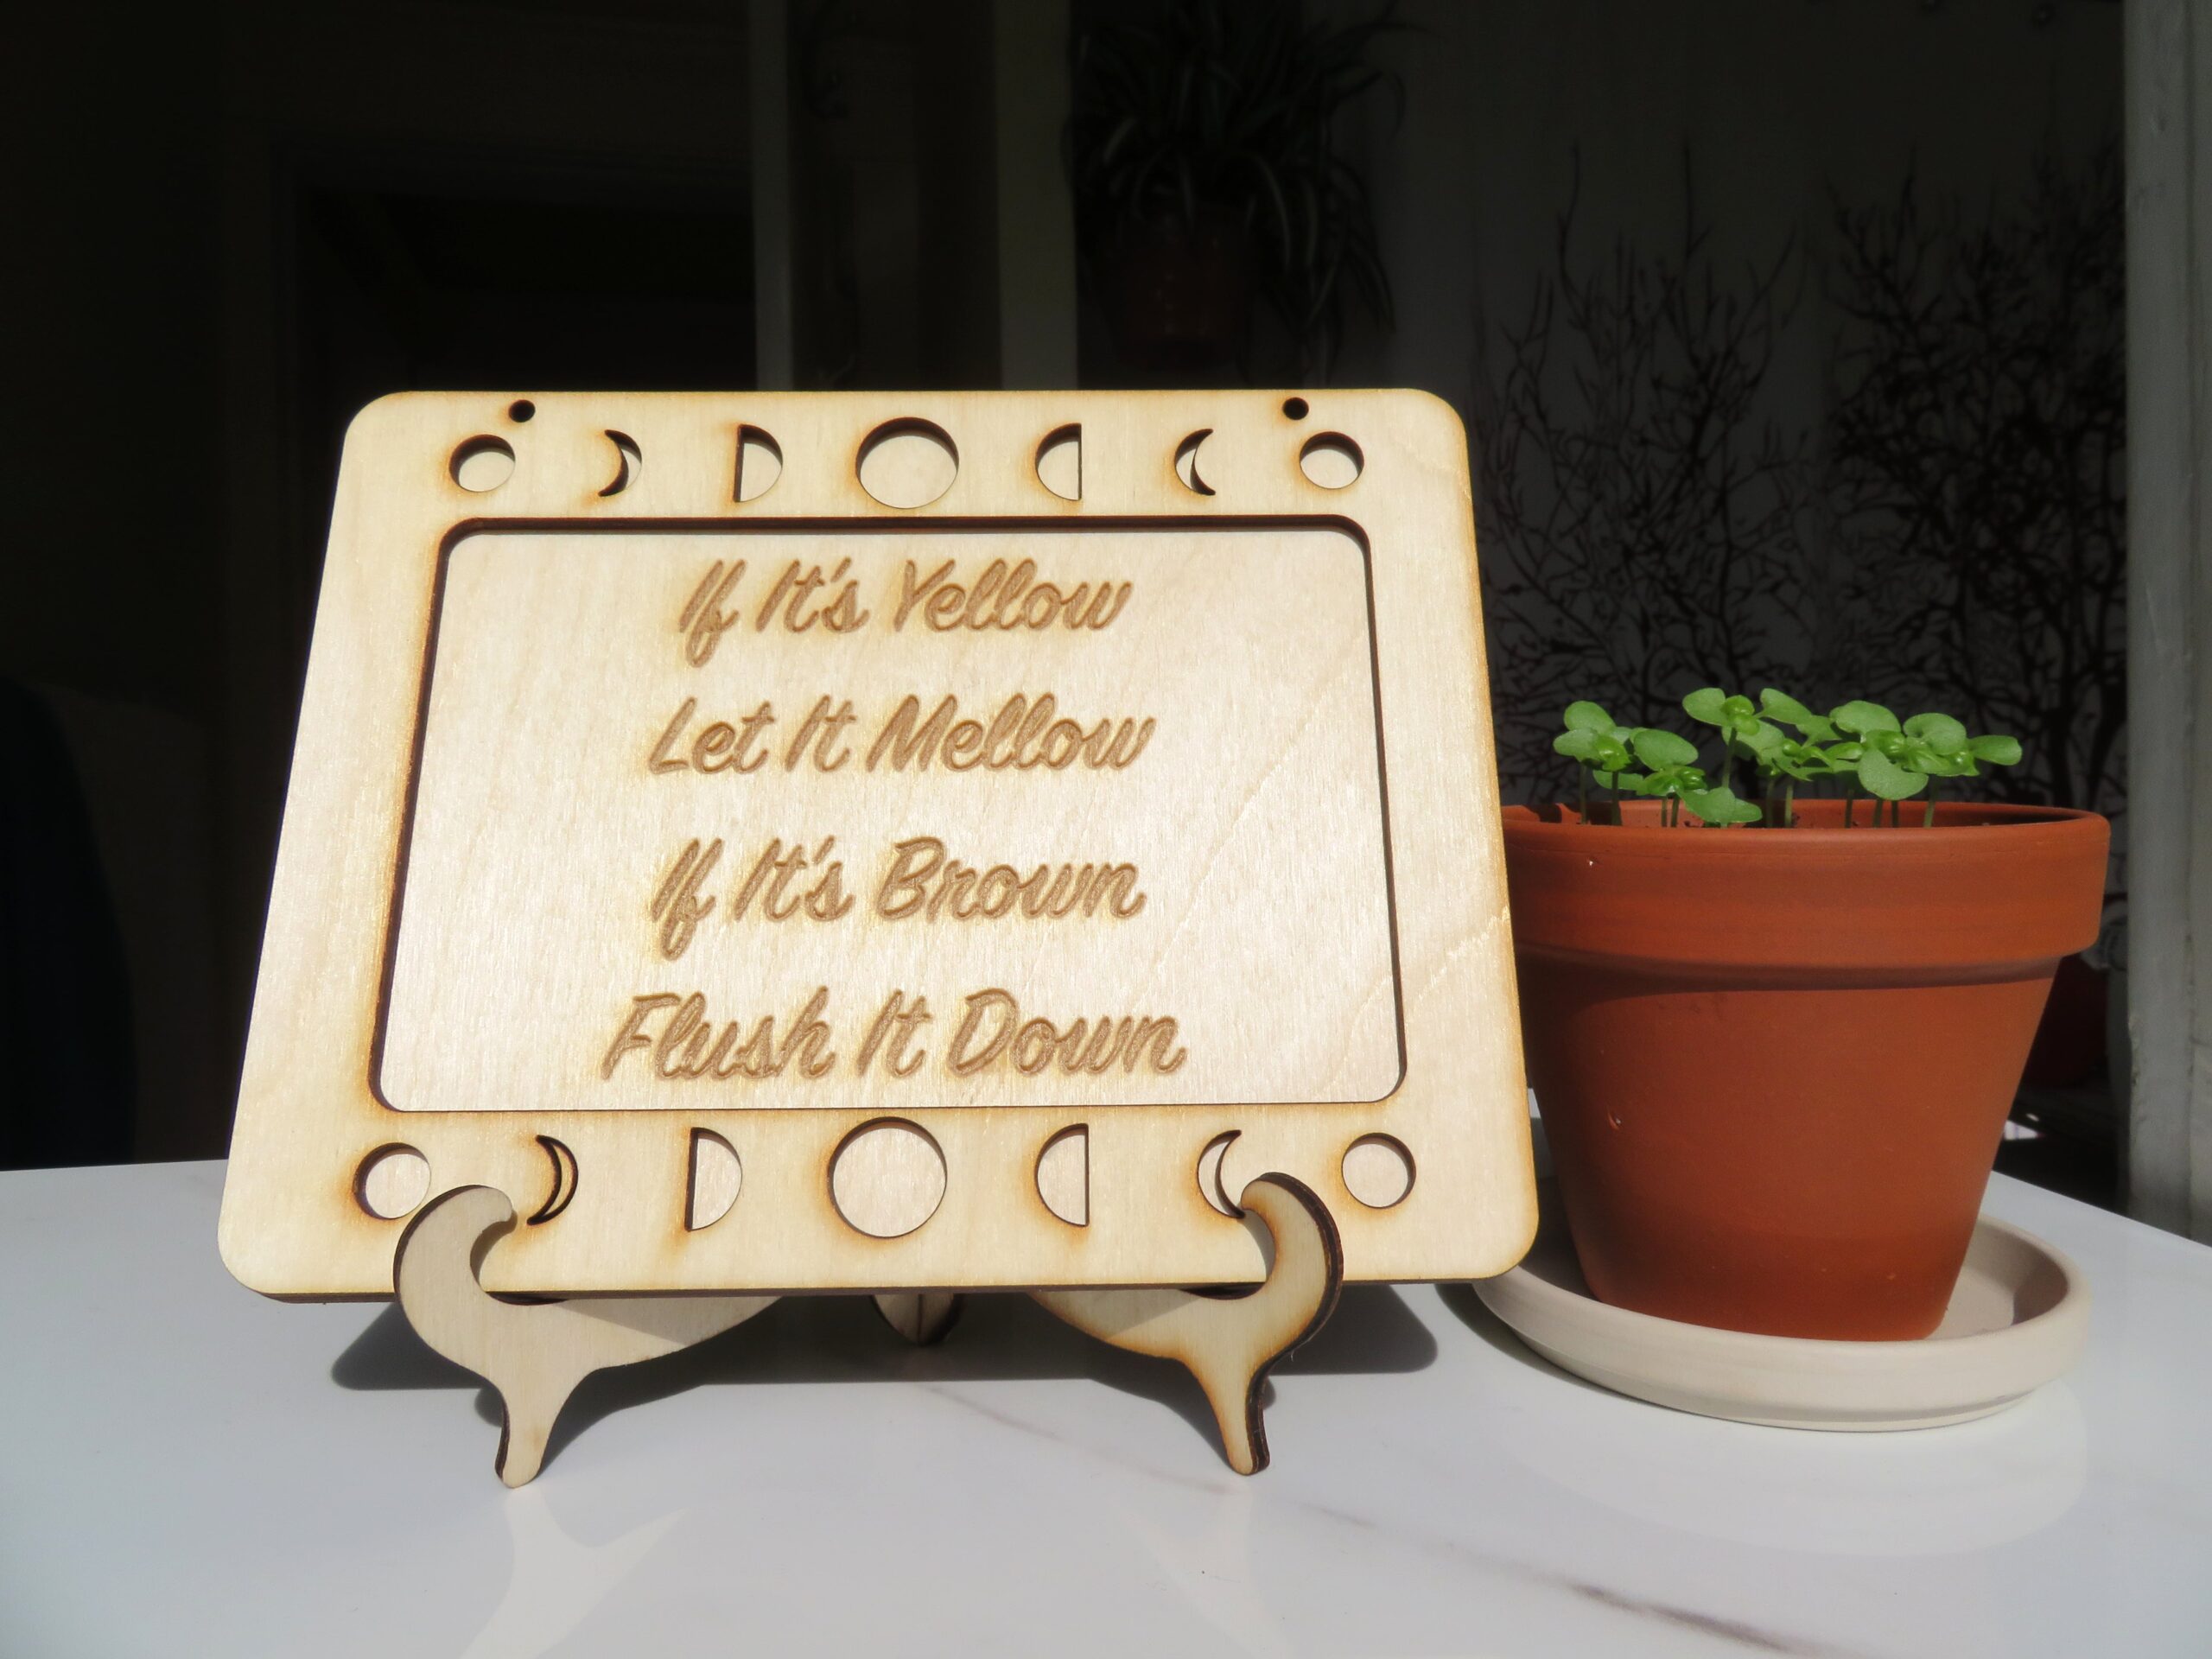 If It's Yellow
Let It Mellow
If It's Brown
Flush It Down